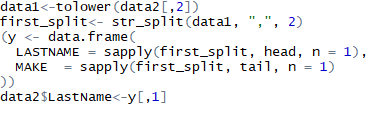 data1<-tolower(data2[,2])
first_split<- str_split(data1, ",", 2)
(y <- data.frame(
  LASTNAME = sapply(first_split, head, n = 1),
  MAKE  = sapply(first_split, tail, n = 1)
))
data2$LastName<-y[,1]